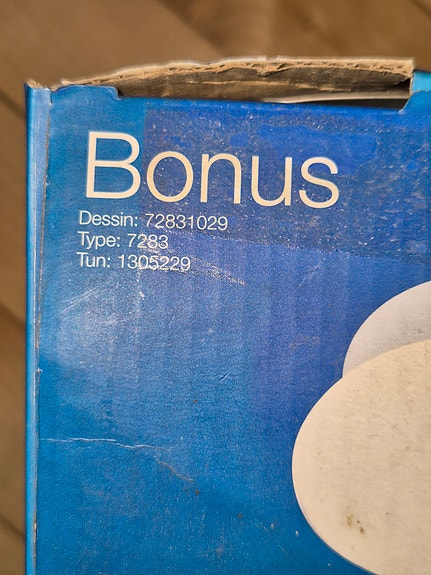 Bonus
Dessin: 72831029
Type: 7283
Tun: 1305229